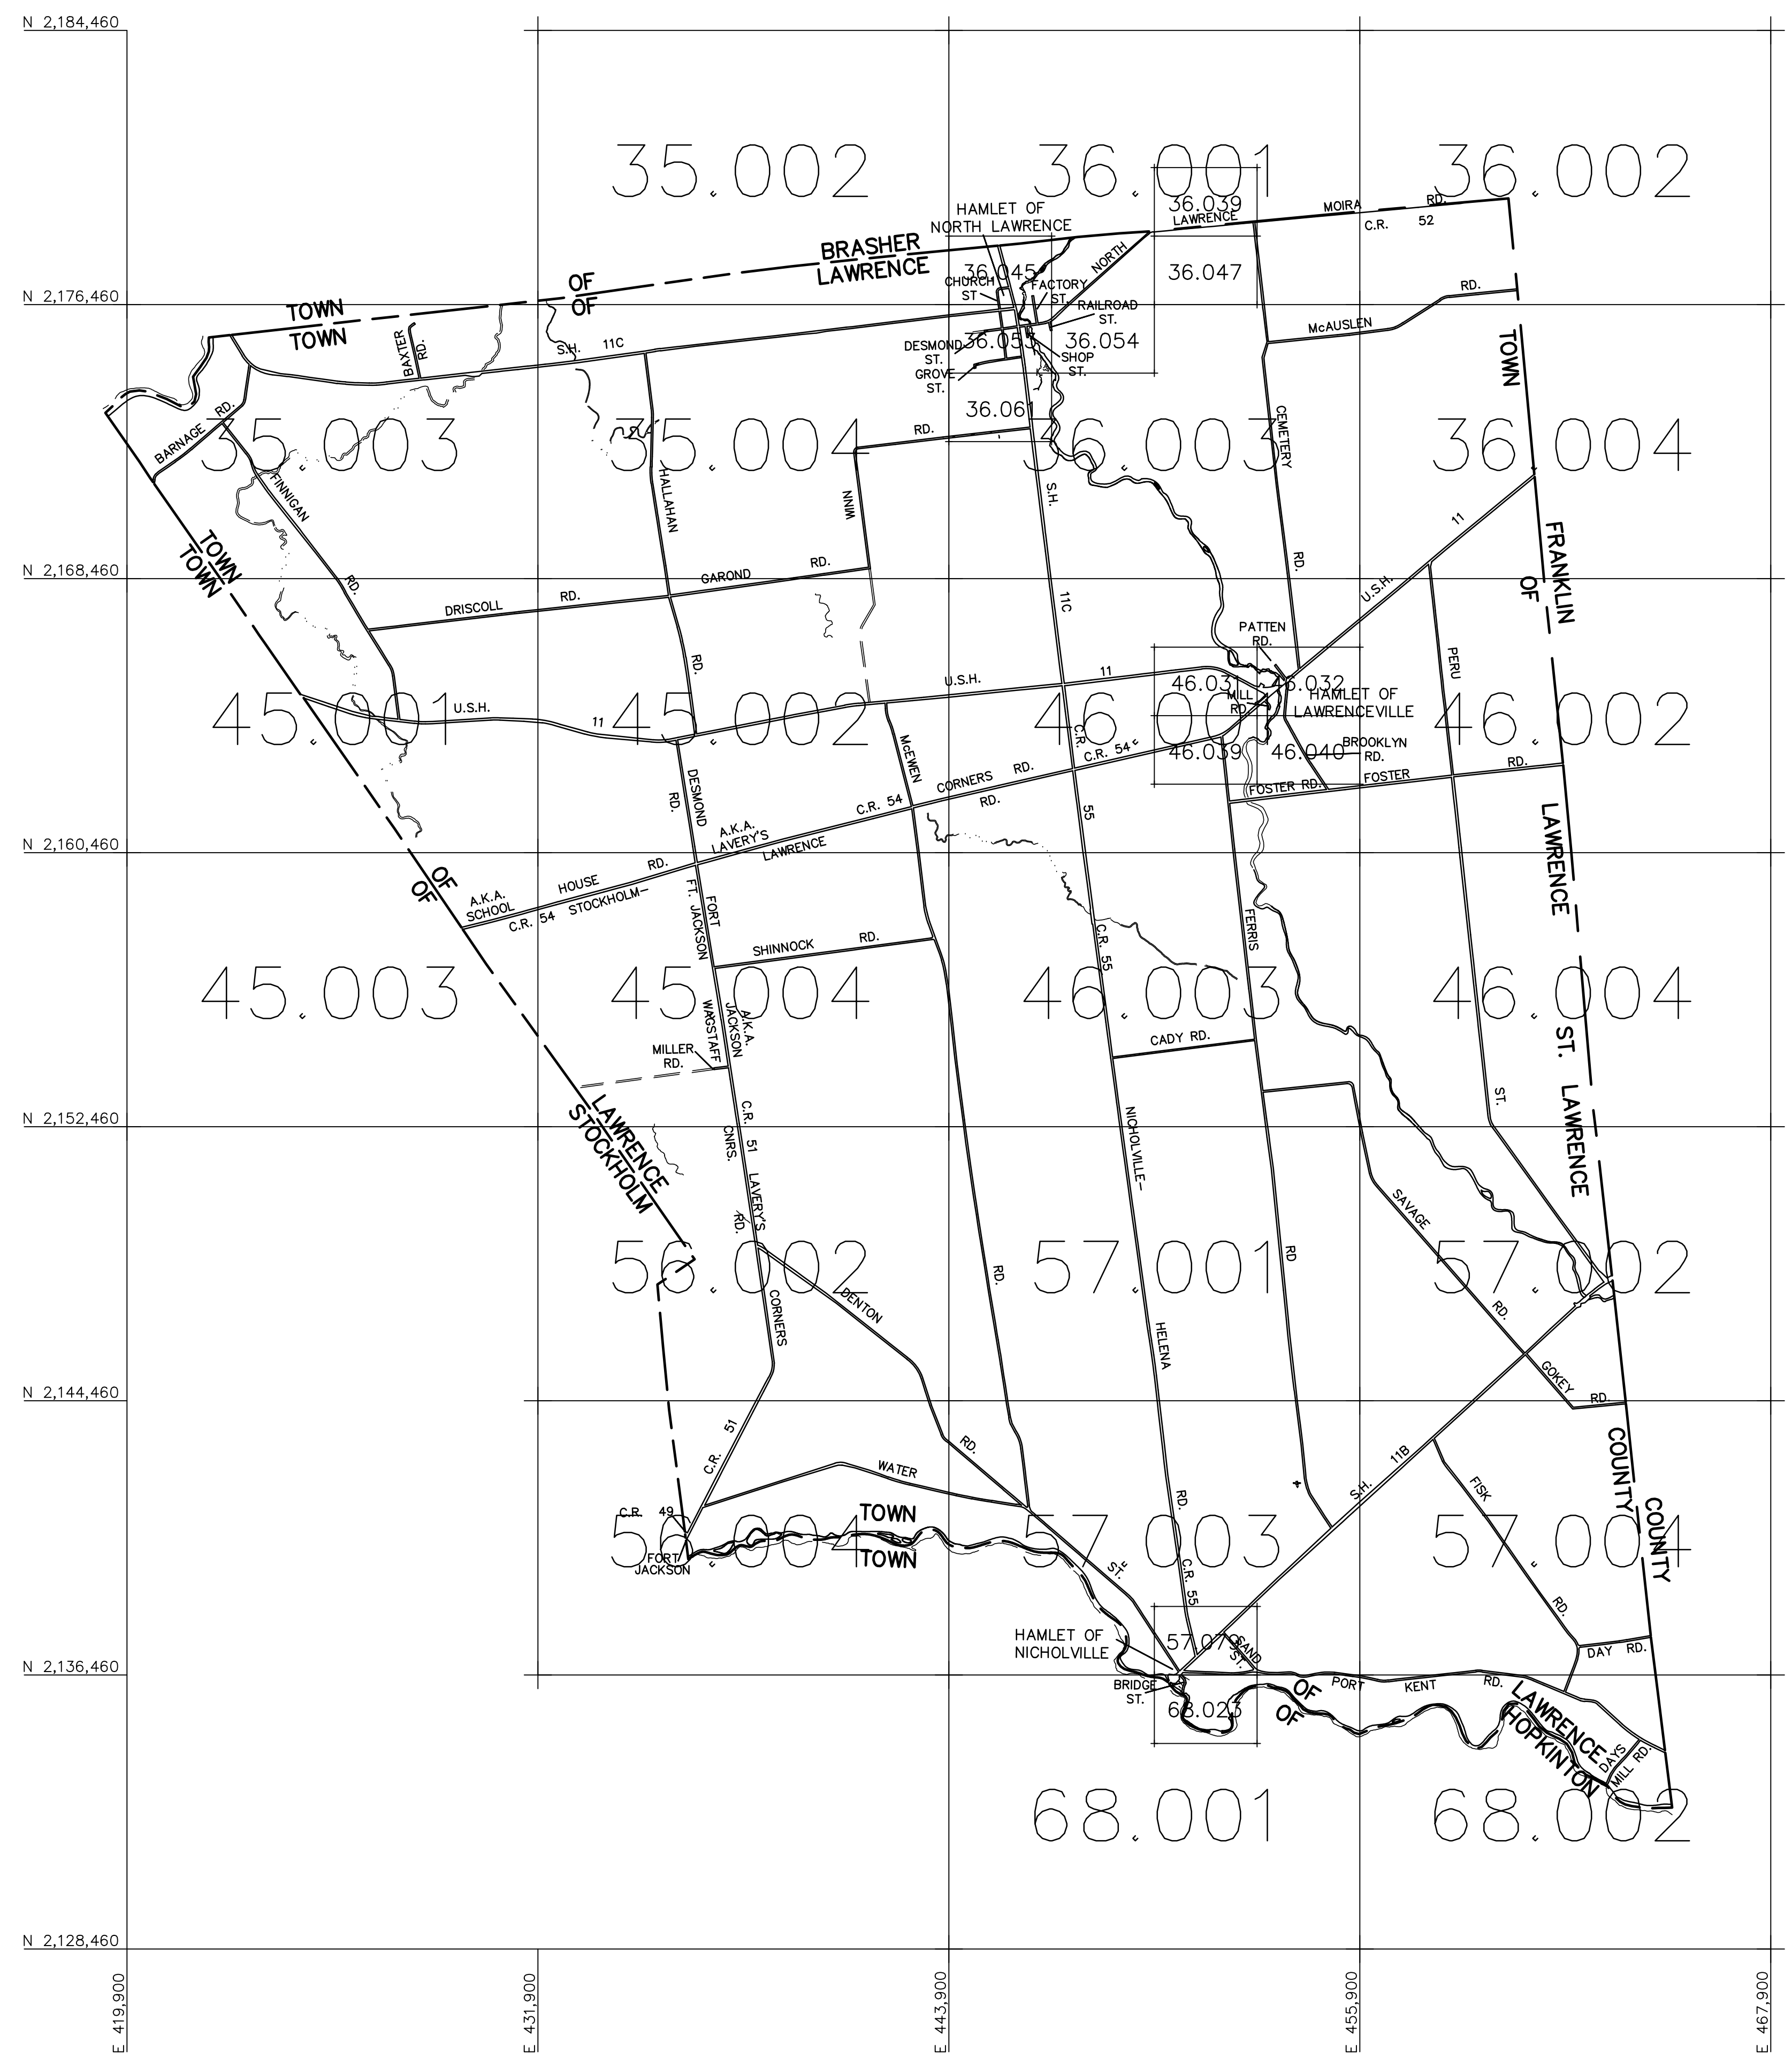 N 2,184,460
35.002
36.001
36.002
36.039
HAMLET OF
NORTH LAWRENCE
LAWRENCE
MOIRA
RD.
C.R. 52
BRASHER
LAWRENCE
NORTH
36.045
36.047
CHURCH
ST
FACTORY
ST.
RAILROAD
ST.
OF
OF
TOWN
TOWN
N 2,176,460
RD.
McAUSLEN
BAXTER
RD.
S.H. 11C
DESMOND
ST.
36.053
36.054
SHOP
ST.
GROVE
ST.
TOWN
36.061
BARNAGE RD.
35.003
35.004
RD.
36.003
CEMETERY
36.004
FINNIGAN
HALLAHAN
WINN
S.H.
11
TOWN
TOWN
FRANKLIN
OF
N 2,168,460
RD.
DRISCOLL RD.
GAROND RD.
11C
RD.
U.S.H.
PATTEN
RD.
RD.
PERU
U.S.H.
11
46.031
46.032
MILL
RD.
HAMLET OF
LAWRENCEVILLE
45.001
U.S.H.
11
45.002
46.001
46.002
McEWEN
C.R.
C.R. 54
46.039
46.040
BROOKLYN
RD.
DESMOND
RD.
CORNERS RD.
RD.
FOSTER RD.
FOSTER
RD.
C.R. 54
55
LAWRENCE
A.K.A.
LAVERY'S
LAWRENCE
N 2,160,460
OF
OF
A.K.A.
SCHOOL
HOUSE
RD.
C.R. 54 STOCKHOLM-
FT. JACKSON
FORT
FERRIS
SHINNOCK RD.
C.R. 55
45.003
45.004
46.003
46.004
WAGSTAFF
A.K.A.
JACKSON
MILLER
RD.
CADY RD.
ST. LAWRENCE
ST.
N 2,152,460
LAWRENCE
STOCKHOLM
C.R. 51
CNRS.
LAVERY'S
RD.
NICHOLVILLE-
SAVAGE
56.002
57.001
57.002
RD.
RD
DENTON
CORNERS
RD.
HELENA
GOKEY
RD.
N 2,144,460
COUNTY
COUNTY
C.R. 51
RD.
WATER
11B
S.H.
FISK
RD.
C.R. 49
TOWN
TOWN
56.004
57.003
57.004
FORT
JACKSON
ST.
C.R. 55
RD.
HAMLET OF
NICHOLVILLE
57.079
SAND
ST.
DAY RD.
N 2,136,460
BRIDGE
ST.
PORT KENT RD.
OF
OF
68.023
LAWRENCE
HOPKINTON
DAYS
MILL RD.
68.001
68.002
N 2,128,460
E 419,900
E 431,900
E 443,900
E 455,900
E 467,900